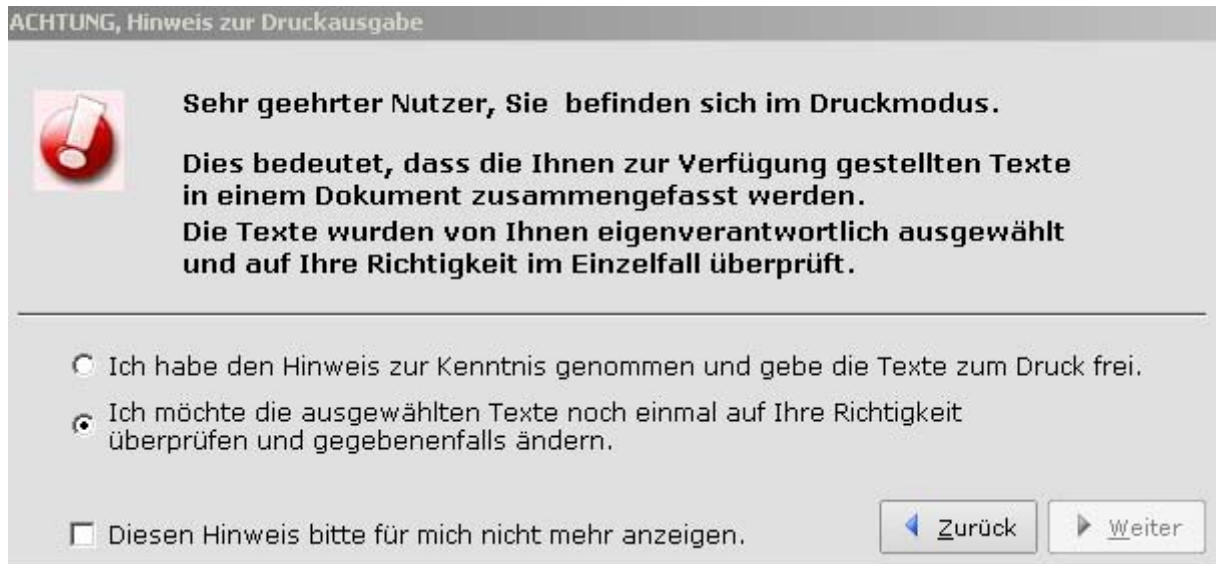 ACHTUNG, Hinweis zur Druckausgabe
Sehr geehrter Nutzer, Sie befinden sich im Druckmodus.
Dies bedeutet, dass die Ihnen zur Verfügung gestellten Texte
in einem Dokument zusammengefasst werden.
Die Texte wurden von Ihnen eigenverantwortlich ausgewählt
und auf Ihre Richtigkeit im Einzelfall überprüft.
Ich habe den Hinweis zur Kenntnis genommen und gebe die Texte zum Druck frei.
Ich möchte die ausgewählten Texte noch einmal auf Ihre Richtigkeit
überprüfen und gegebenenfalls ändern.
Diesen Hinweis bitte für mich nicht mehr anzeigen.
Zurück
Weiter